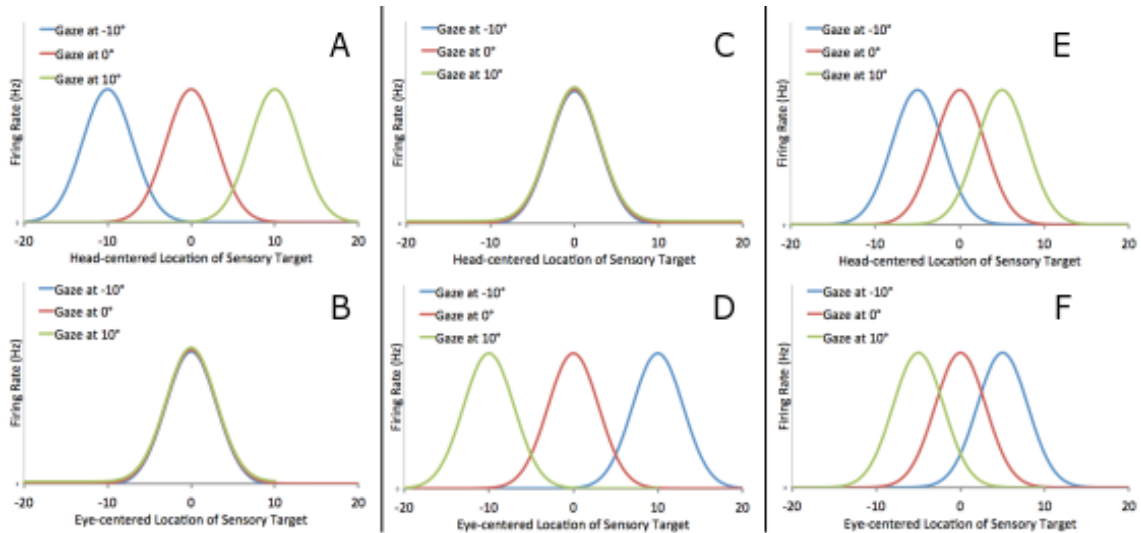 Gaze at -10°
Gaze at 0°
Gaze at 10°
A
Firing Rate (Hz)
-20 -10 0 10 20
Head-centered Location of Sensory Target
Gaze at -10°
Gaze at 0°
Gaze at 10°
B
Firing Rate (Hz)
-20 -10 0 10 20
Eye-centered Location of Sensory Target
Gaze at -10°
Gaze at 0°
Gaze at 10°
C
Firing Rate (Hz)
-20 -10 0 10 20
Head-centered Location of Sensory Target
Gaze at -10°
Gaze at 0°
Gaze at 10°
D
Firing Rate (Hz)
-20 -10 0 10 20
Eye-centered Location of Sensory Target
Gaze at -10°
Gaze at 0°
Gaze at 10°
E
Firing Rate (Hz)
-20 -10 0 10 20
Head-centered Location of Sensory Target
Gaze at -10°
Gaze at 0°
Gaze at 10°
F
Firing Rate (Hz)
-20 -10 0 10 20
Eye-centered Location of Sensory Target